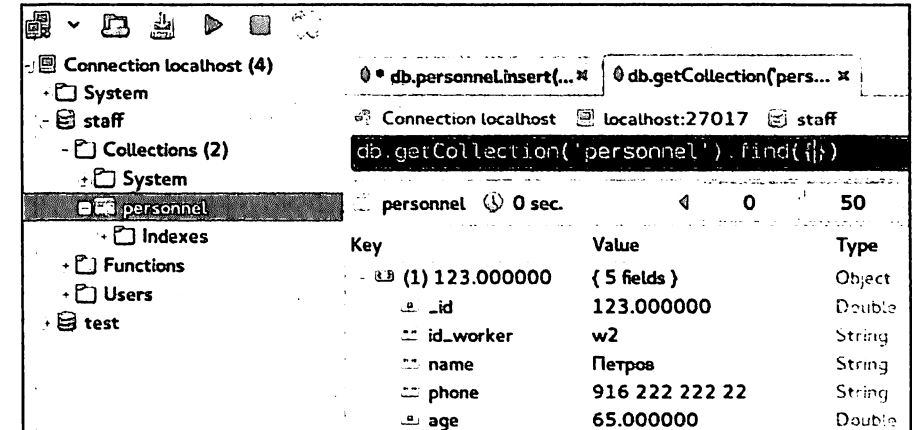 Connection localhost (4)
System
staff
Collections (2)
System
personnel
Indexes
Functions
Users
test
db.personnel.insert(...
db.getCollection('pers...
Connection localhost localhost:27017 staff
db.getCollection('personnel').find({})
personnel 0 sec. 0 50
Key Value Type
(1) 123.000000 { 5 fields } Object
_id 123.000000 Double
id_worker w2 String
name Петров String
phone 916 222 222 22 String
age 65.000000 Double